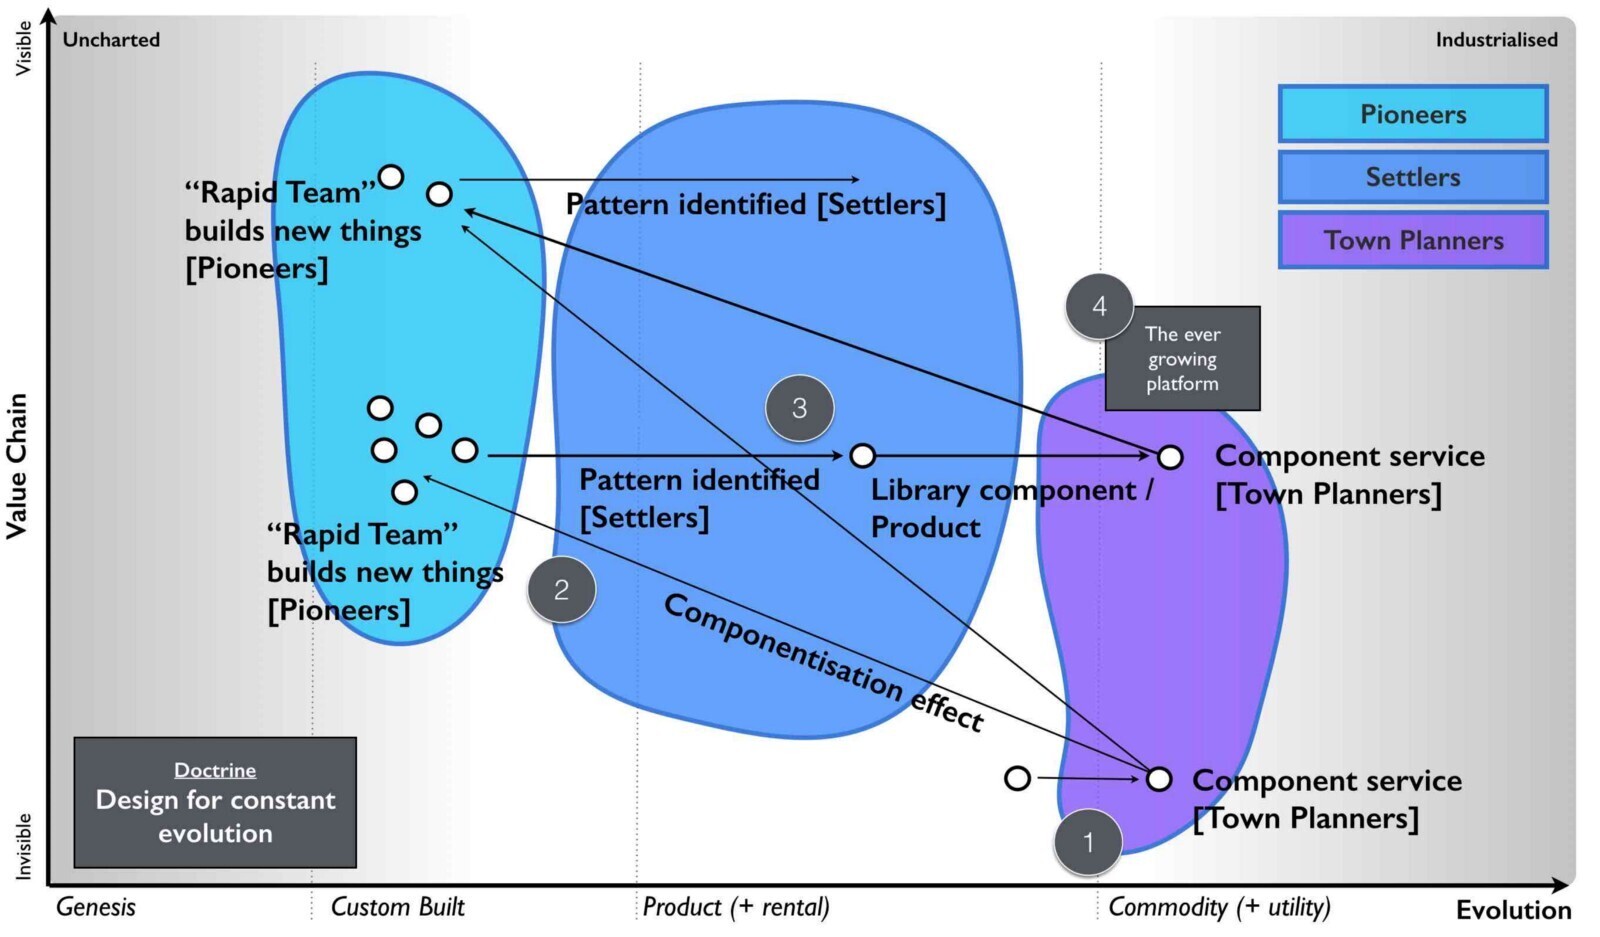 Visible
Uncharted
Industrialised
Pioneers
Settlers
Town Planners
“Rapid Team”
builds new things
[Pioneers]
Pattern identified [Settlers]
4
The ever
growing
platform
3
Value Chain
Pattern identified
[Settlers]
Library component /
Product
Component service
[Town Planners]
“Rapid Team”
builds new things
[Pioneers]
2
Componentisation effect
Component service
[Town Planners]
1
Doctrine
Design for constant
evolution
Invisible
Genesis
Custom Built
Product (+ rental)
Commodity (+ utility)
Evolution